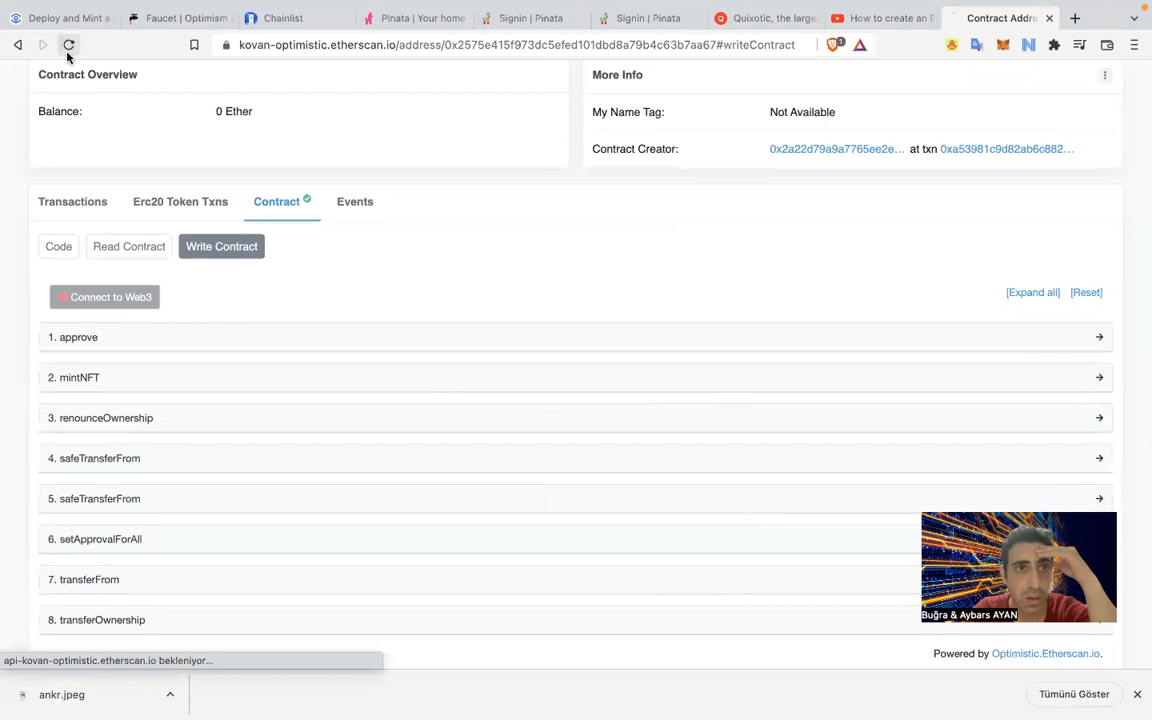 Deploy and Mint a
Faucet | Optimism
Chainlist
Pinata | Your home
Signin | Pinata
Signin | Pinata
Quixotic, the larges
How to create an E
Contract Addre
kovan-optimistic.etherscan.io/address/0x2575e415f973dc5efed101dbd8a79b4c63b7aa67#writeContract
1
Contract Overview
Balance:
0 Ether
More Info
My Name Tag:
Not Available
Contract Creator:
0x2a22d79a9a7765ee2e... at txn 0xa53981c9d82ab6c882...
Transactions
Erc20 Token Txns
Contract
Events
Code
Read Contract
Write Contract
Connect to Web3
[Expand all]
[Reset]
1. approve
2. mintNFT
3. renounceOwnership
4. safeTransferFrom
5. safeTransferFrom
6. setApprovalForAll
7. transferFrom
8. transferOwnership
Buğra & Aybars AYAN
Powered by Optimistic.Etherscan.io.
api-kovan-optimistic.etherscan.io bekleniyor...
ankr.jpeg
Tümünü Göster